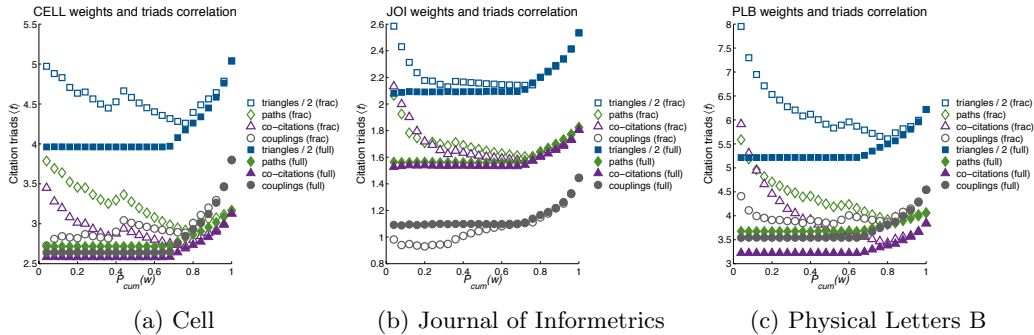 CELL weights and triads correlation
5.5
5
4.5
4
3.5
3
2.5
0
0.2
0.4
0.6
0.8
1
Citation triads ⟨t⟩
P_cum(w)
triangles / 2 (frac)
paths (frac)
co−citations (frac)
couplings (frac)
triangles / 2 (full)
paths (full)
co−citations (full)
couplings (full)
(a) Cell
JOI weights and triads correlation
2.6
2.4
2.2
2
1.8
1.6
1.4
1.2
1
0.8
0
0.2
0.4
0.6
0.8
1
Citation triads ⟨t⟩
P_cum(w)
triangles / 2 (frac)
paths (frac)
co−citations (frac)
couplings (frac)
triangles / 2 (full)
paths (full)
co−citations (full)
couplings (full)
(b) Journal of Informetrics
PLB weights and triads correlation
8
7.5
7
6.5
6
5.5
5
4.5
4
3.5
3
0
0.2
0.4
0.6
0.8
1
Citation triads ⟨t⟩
P_cum(w)
triangles / 2 (frac)
paths (frac)
co−citations (frac)
couplings (frac)
triangles / 2 (full)
paths (full)
co−citations (full)
couplings (full)
(c) Physical Letters B